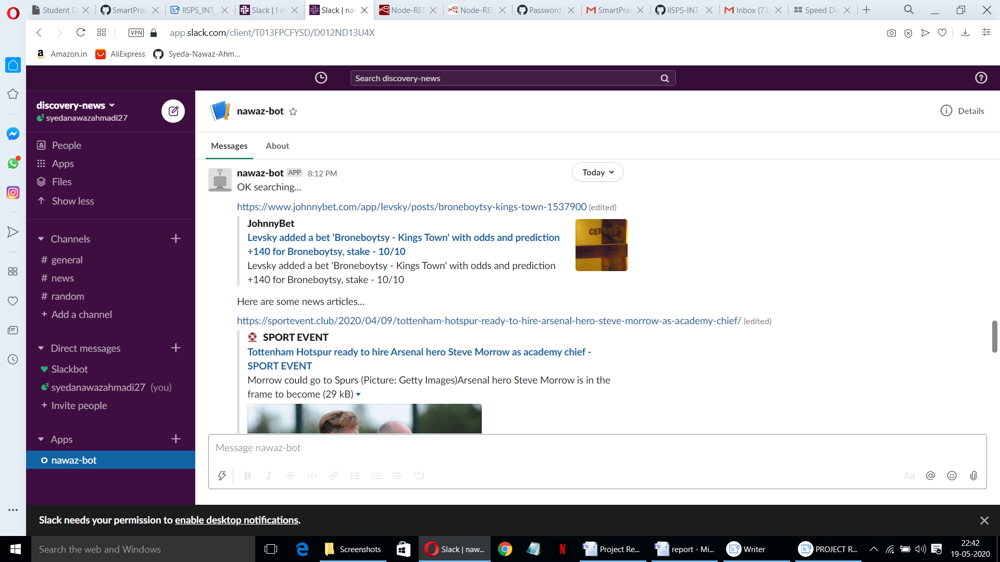 Student D
SmartPrac
IISPS_INT_
Slack | ! in
Slack | nav
Node-RED
Node-RED
Password
SmartPrac
IISPS-INT-
Inbox (73)
Speed Dia
VPN
app.slack.com/client/T013FPCFYSD/D012ND13U4X
Amazon.in
AliExpress
Syeda-Nawaz-Ahm...
Search discovery-news
discovery-news
syedanawazahmadi27
People
Apps
Files
Show less
Channels
# general
# news
# random
+ Add a channel
Direct messages
Slackbot
syedanawazahmadi27 (you)
+ Invite people
Apps
nawaz-bot
nawaz-bot
Details
Messages
About
nawaz-bot APP 8:12 PM
Today
OK searching...
https://www.johnnybet.com/app/levsky/posts/broneboytsy-kings-town-1537900 (edited)
JohnnyBet
Levsky added a bet 'Broneboytsy - Kings Town' with odds and prediction
+140 for Broneboytsy, stake - 10/10
Levsky added a bet 'Broneboytsy - Kings Town' with odds and prediction
+140 for Broneboytsy, stake - 10/10
Here are some news articles...
https://sportevent.club/2020/04/09/tottenham-hotspur-ready-to-hire-arsenal-hero-steve-morrow-as-academy-chief/ (edited)
SPORT EVENT
Tottenham Hotspur ready to hire Arsenal hero Steve Morrow as academy chief -
SPORT EVENT
Morrow could go to Spurs (Picture: Getty Images)Arsenal hero Steve Morrow is in the
frame to become (29 kB)
Message nawaz-bot
B I S </> Aa @
Slack needs your permission to enable desktop notifications.
Search the web and Windows
Screenshots
Slack | naw...
Project Re...
report - Mi...
Writer
PROJECT R...
22:42
19-05-2020